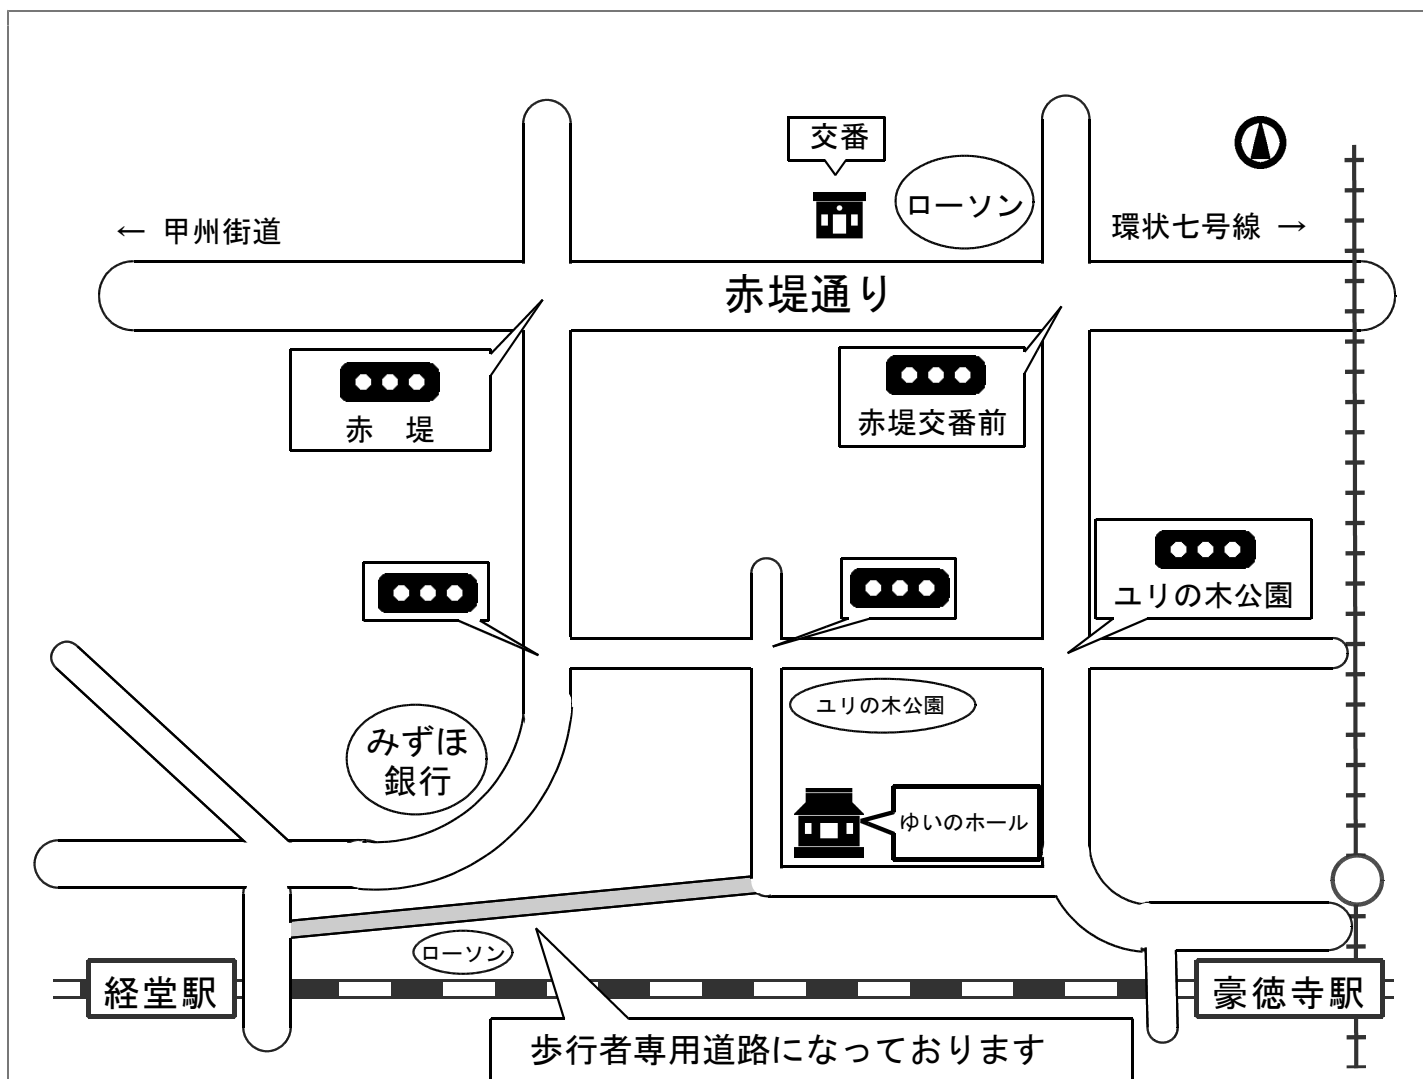 交番
ローソン
← 甲州街道
環状七号線 →
赤堤通り
赤 堤
赤堤交番前
ユリの木公園
ユリの木公園
みずほ
銀行
ゆいのホール
ローソン
経堂駅
豪徳寺駅
歩行者専用道路になっております